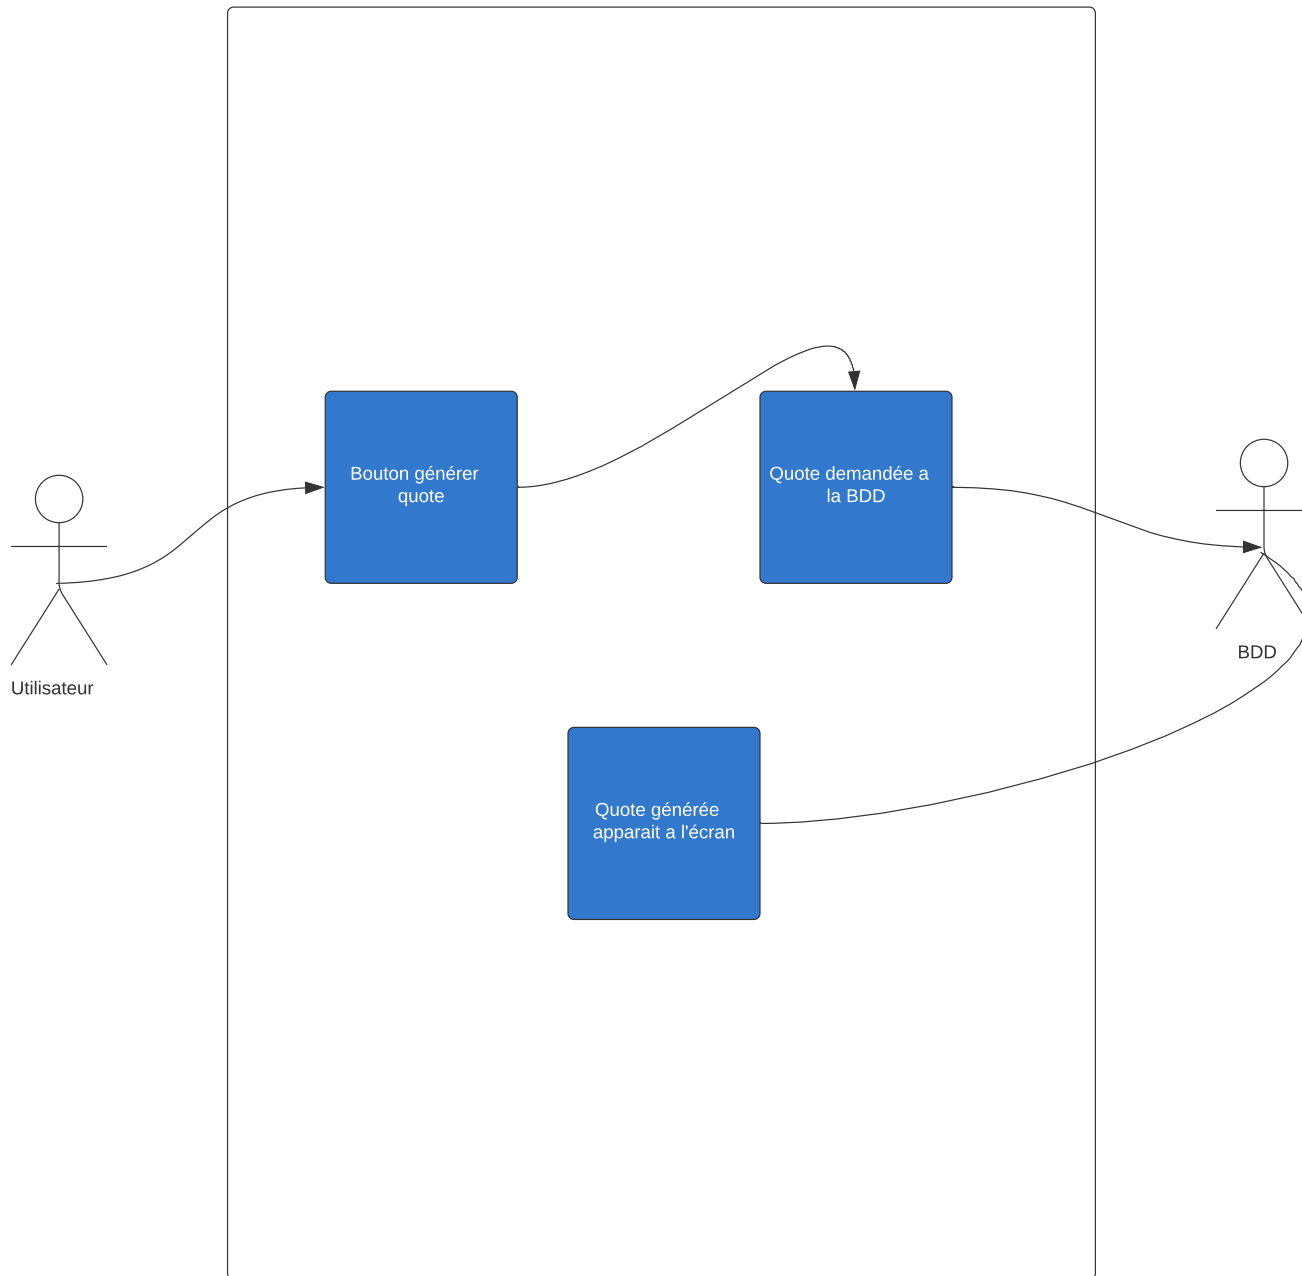 Bouton générer
quote
Quote demandée a
la BDD
Utilisateur
BDD
Quote générée
apparait a l'écran